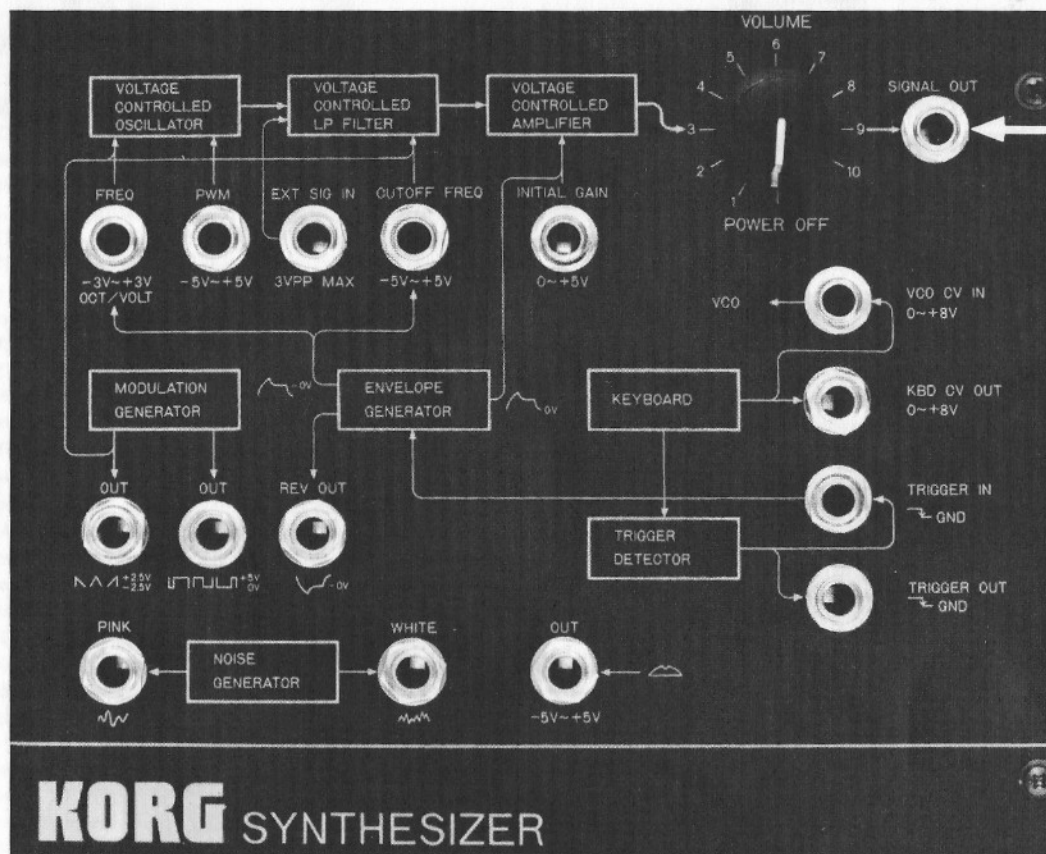 VOLUME
1 2 3 4 5 6 7 8 9 10
POWER OFF
SIGNAL OUT
VOLTAGE
CONTROLLED
OSCILLATOR
VOLTAGE
CONTROLLED
LP FILTER
VOLTAGE
CONTROLLED
AMPLIFIER
FREQ
-3V~+3V
OCT/VOLT
PWM
-5V~+5V
EXT SIG IN
3VPP MAX
CUTOFF FREQ
-5V~+5V
INITIAL GAIN
0~+5V
VCO
VCO CV IN
0~+8V
MODULATION
GENERATOR
-0V
ENVELOPE
GENERATOR
-0V
KEYBOARD
KBD CV OUT
0~+8V
OUT
+2.5V
-2.5V
OUT
+5V
0V
REV OUT
-0V
TRIGGER IN
GND
TRIGGER
DETECTOR
TRIGGER OUT
GND
PINK
NOISE
GENERATOR
WHITE
OUT
-5V~+5V
KORG SYNTHESIZER